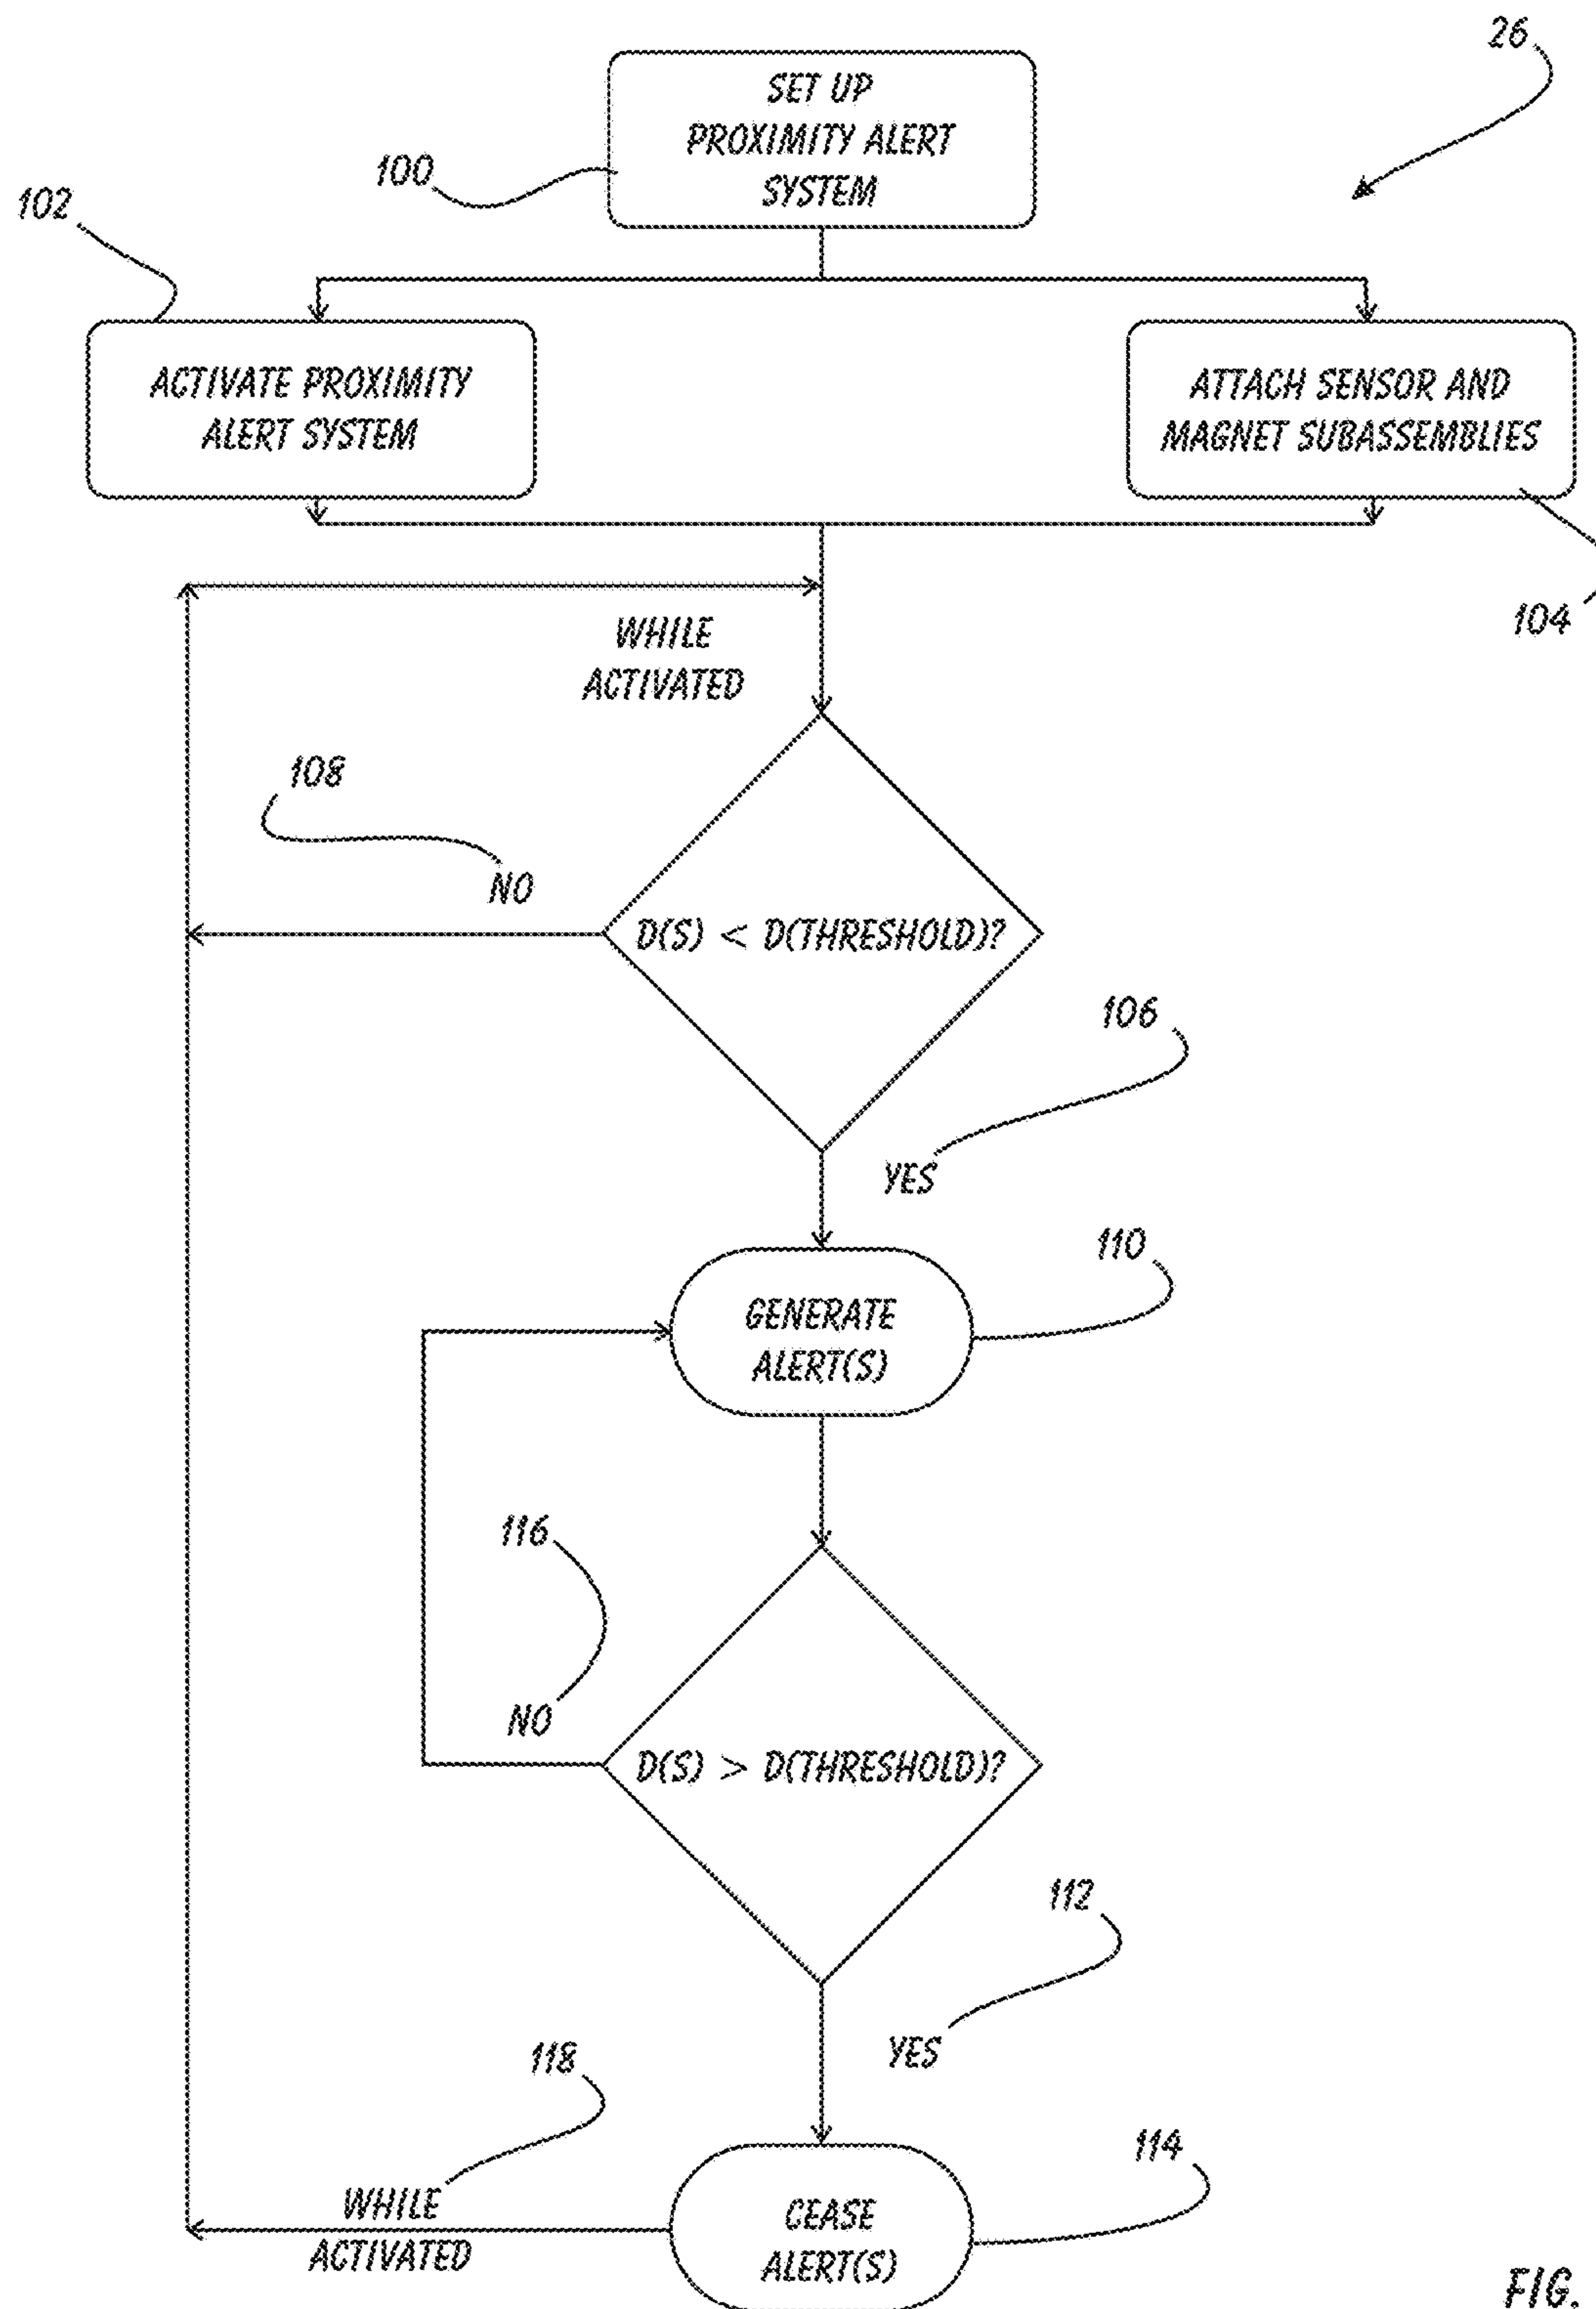 26
SET UP
PROXIMITY ALERT
SYSTEM
100
102
ACTIVATE PROXIMITY
ALERT SYSTEM
ATTACH SENSOR AND
MAGNET SUBASSEMBLIES
104
WHILE
ACTIVATED
108
NO
D(S) < D(THRESHOLD)?
106
YES
110
GENERATE
ALERT(S)
116
NO
D(S) > D(THRESHOLD)?
112
YES
118
114
WHILE
ACTIVATED
CEASE
ALERT(S)
FIG.